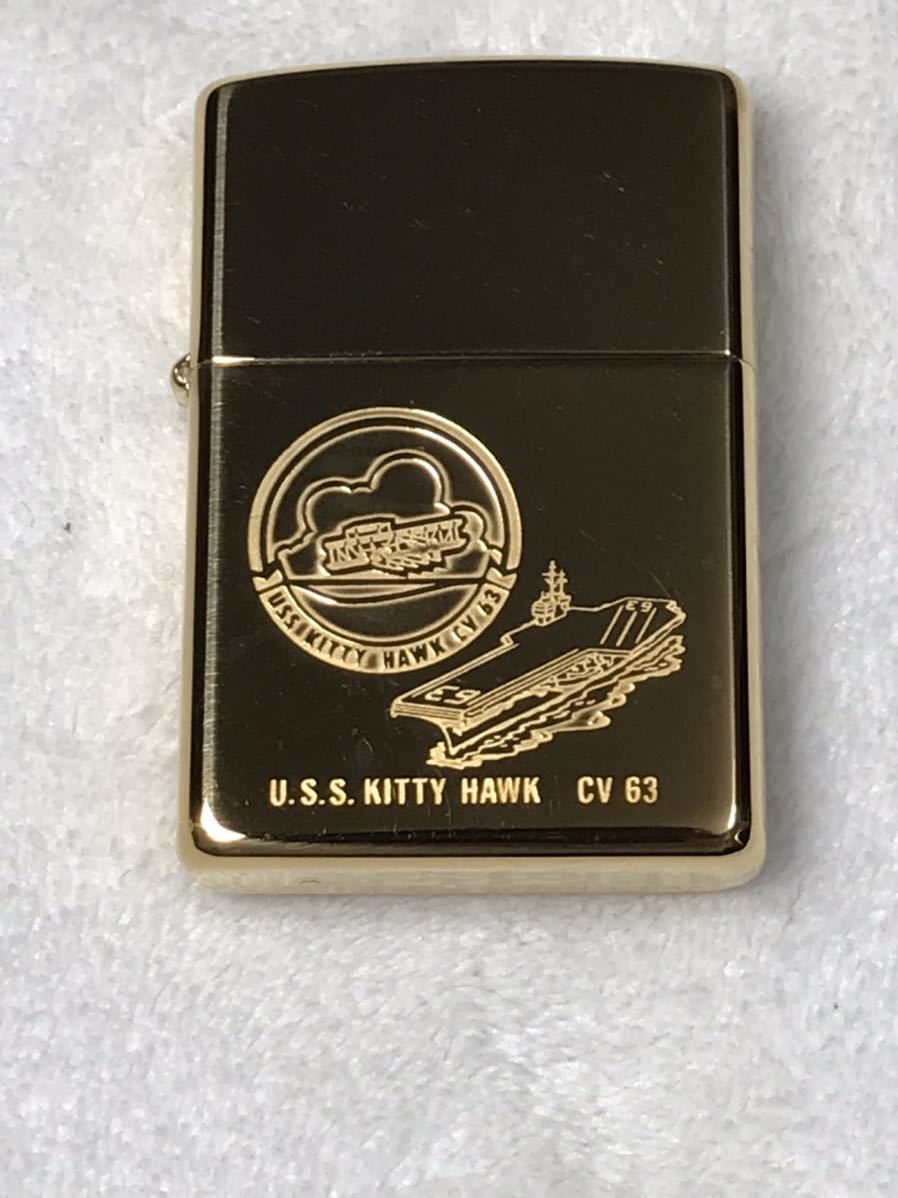 USS KITTY HAWK CV 63
63
63
U.S.S. KITTY HAWK CV 63